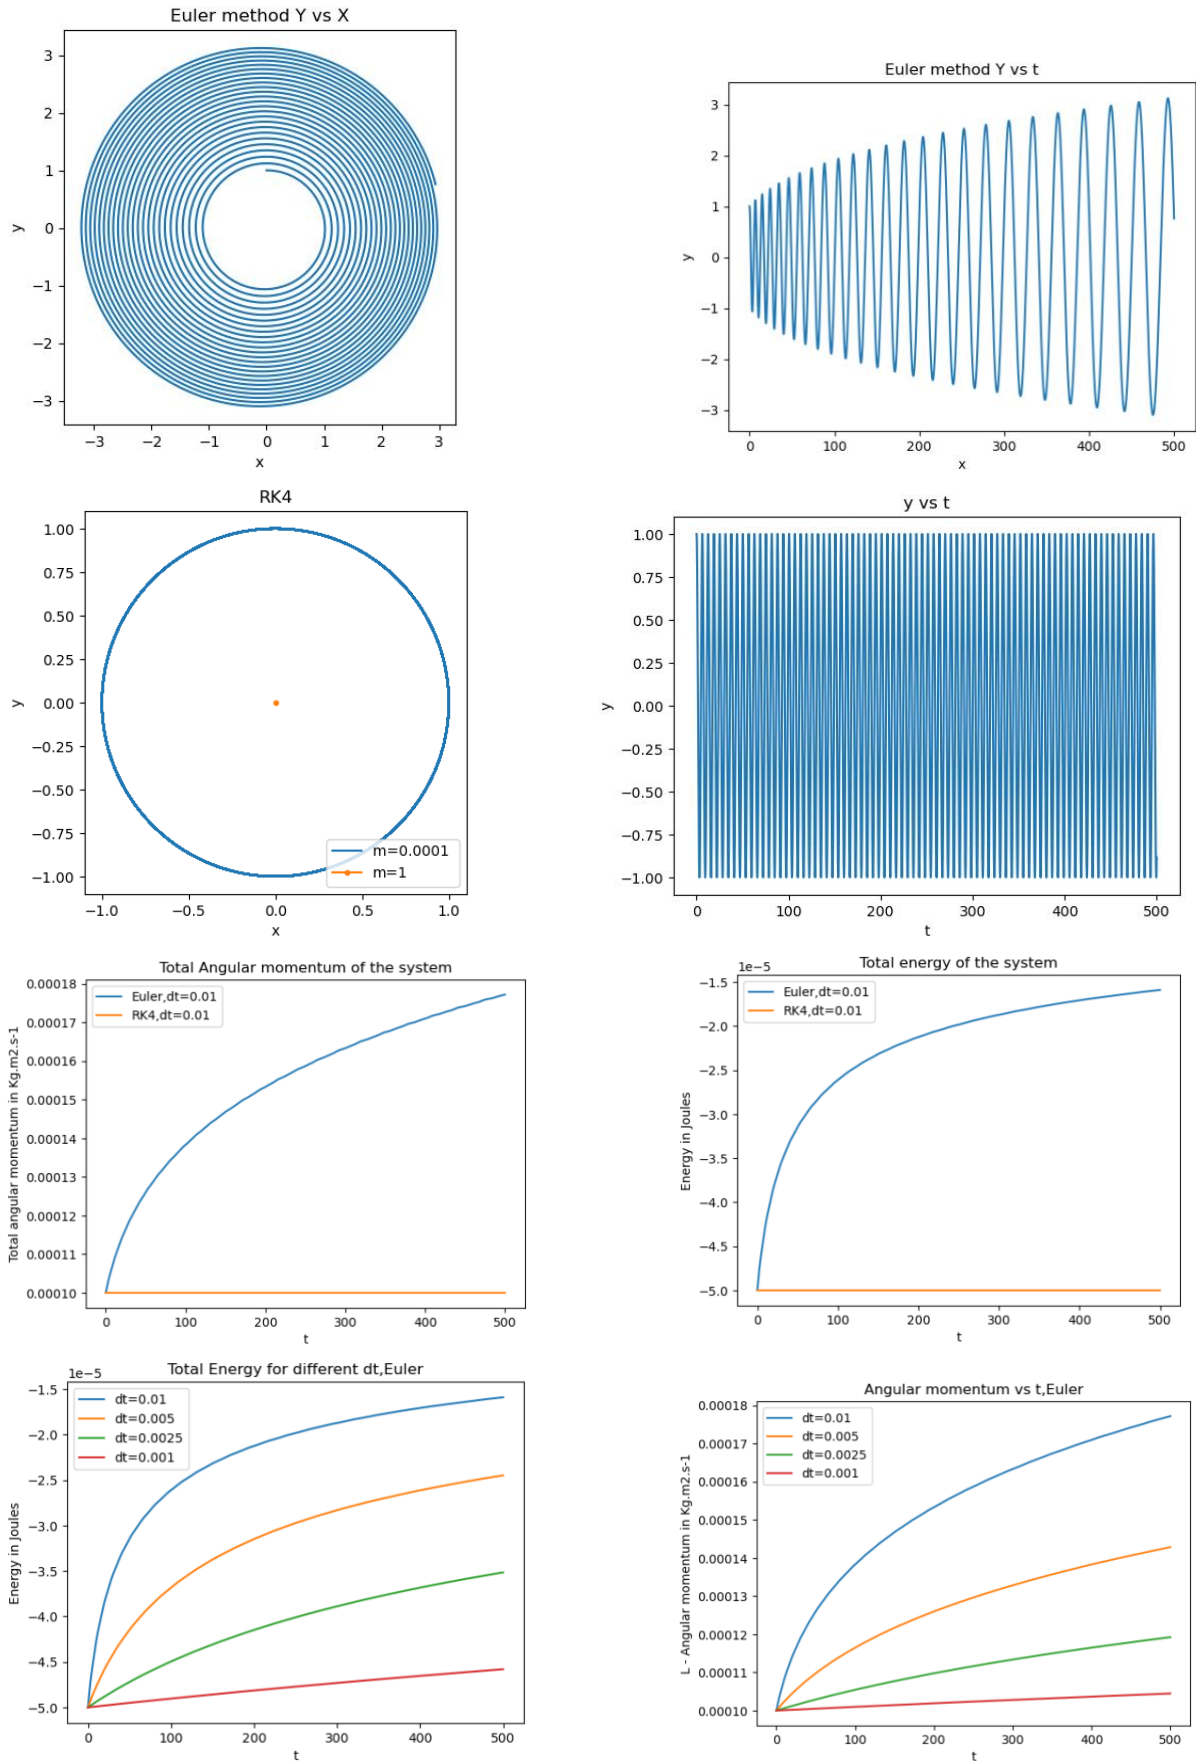 Euler method Y vs X
3
2
1
0
−1
−2
−3
y
−3 −2 −1 0 1 2 3
x
Euler method Y vs t
3
2
1
0
−1
−2
−3
y
0 100 200 300 400 500
x
RK4
1.00
0.75
0.50
0.25
0.00
−0.25
−0.50
−0.75
−1.00
y
m=0.0001
m=1
−1.0 −0.5 0.0 0.5 1.0
x
y vs t
1.00
0.75
0.50
0.25
0.00
−0.25
−0.50
−0.75
−1.00
y
0 100 200 300 400 500
t
Total Angular momentum of the system
Euler,dt=0.01
RK4,dt=0.01
0.00018
0.00017
0.00016
0.00015
0.00014
0.00013
0.00012
0.00011
0.00010
Total angular momentum in Kg.m2.s-1
0 100 200 300 400 500
t
Total energy of the system
1e−5
Euler,dt=0.01
RK4,dt=0.01
−1.5
−2.0
−2.5
−3.0
−3.5
−4.0
−4.5
−5.0
Energy in Joules
0 100 200 300 400 500
t
Total Energy for different dt,Euler
1e−5
dt=0.01
dt=0.005
dt=0.0025
dt=0.001
−1.5
−2.0
−2.5
−3.0
−3.5
−4.0
−4.5
−5.0
Energy in Joules
0 100 200 300 400 500
t
Angular momentum vs t,Euler
dt=0.01
dt=0.005
dt=0.0025
dt=0.001
0.00018
0.00017
0.00016
0.00015
0.00014
0.00013
0.00012
0.00011
0.00010
L - Angular momentum in Kg.m2.s-1
0 100 200 300 400 500
t